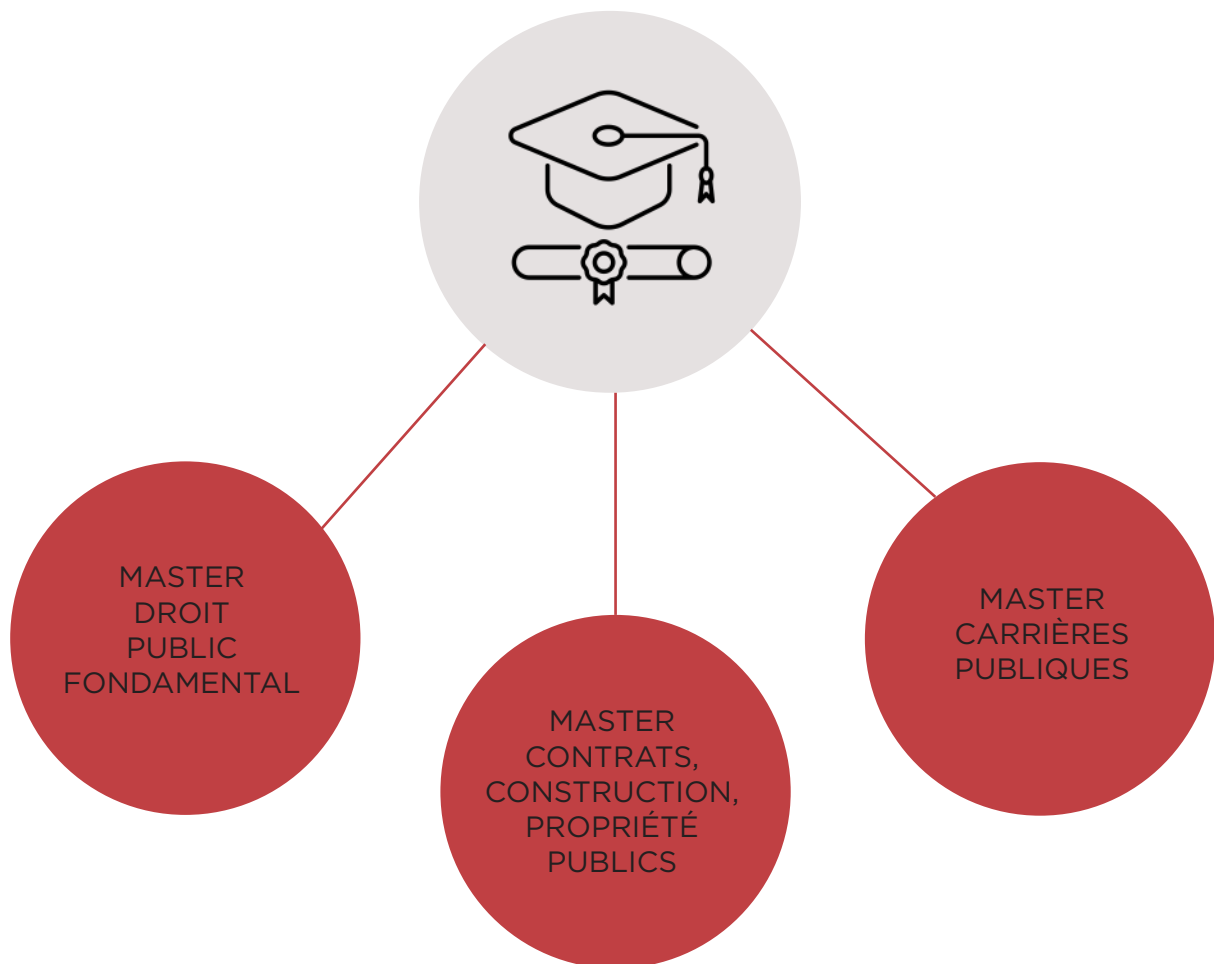 MASTER
DROIT
PUBLIC
FONDAMENTAL
MASTER
CONTRATS,
CONSTRUCTION,
PROPRIÉTÉ
PUBLICS
MASTER
CARRIÈRES
PUBLIQUES